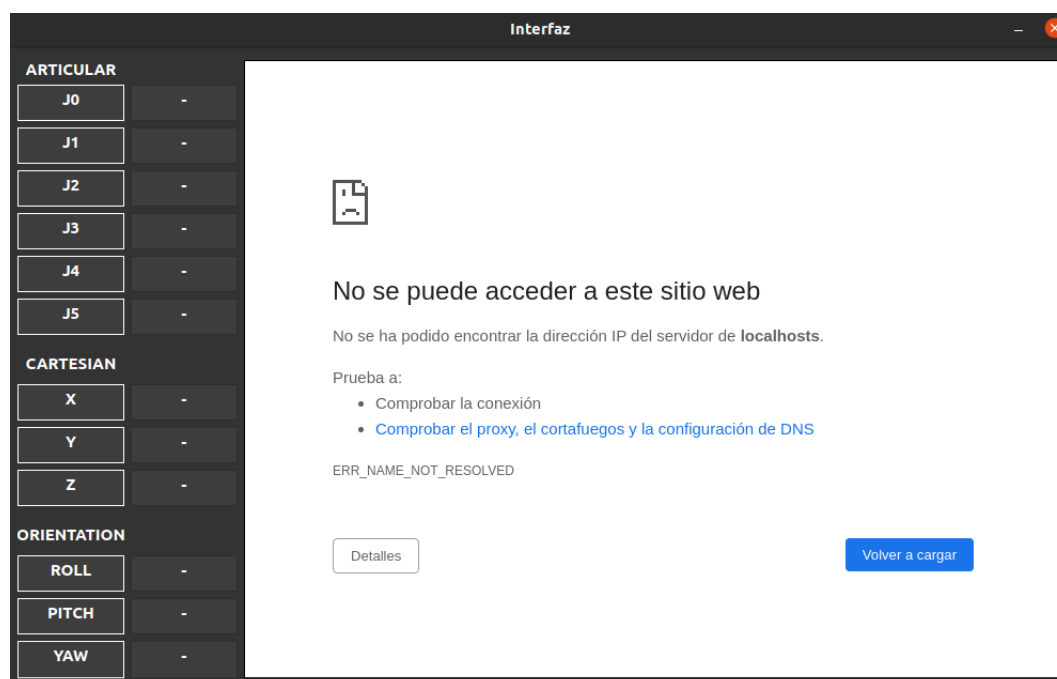 Interfaz
ARTICULAR
J0 -
J1 -
J2 -
J3 -
J4 -
J5 -
CARTESIAN
X -
Y -
Z -
ORIENTATION
ROLL -
PITCH -
YAW -
No se puede acceder a este sitio web
No se ha podido encontrar la dirección IP del servidor de localhosts.
Prueba a:
• Comprobar la conexión
• Comprobar el proxy, el cortafuegos y la configuración de DNS
ERR_NAME_NOT_RESOLVED
Detalles
Volver a cargar